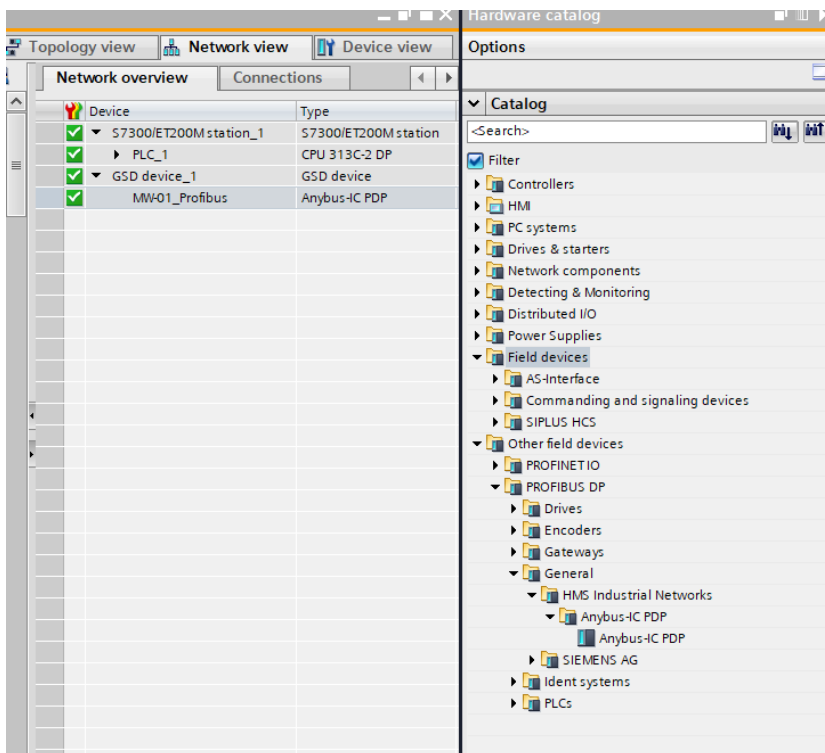 Hardware catalog
Topology view
Network view
Device view
Options
Network overview
Connections
Catalog
Device
Type
<Search>
S7300/ET200M station_1
S7300/ET200M station
PLC_1
CPU 313C-2 DP
GSD device_1
GSD device
MW-01_Profibus
Anybus-IC PDP
Filter
Controllers
HMI
PC systems
Drives & starters
Network components
Detecting & Monitoring
Distributed I/O
Power Supplies
Field devices
AS-Interface
Commanding and signaling devices
SIPLUS HCS
Other field devices
PROFINET IO
PROFIBUS DP
Drives
Encoders
Gateways
General
HMS Industrial Networks
Anybus-IC PDP
Anybus-IC PDP
SIEMENS AG
Ident systems
PLCs